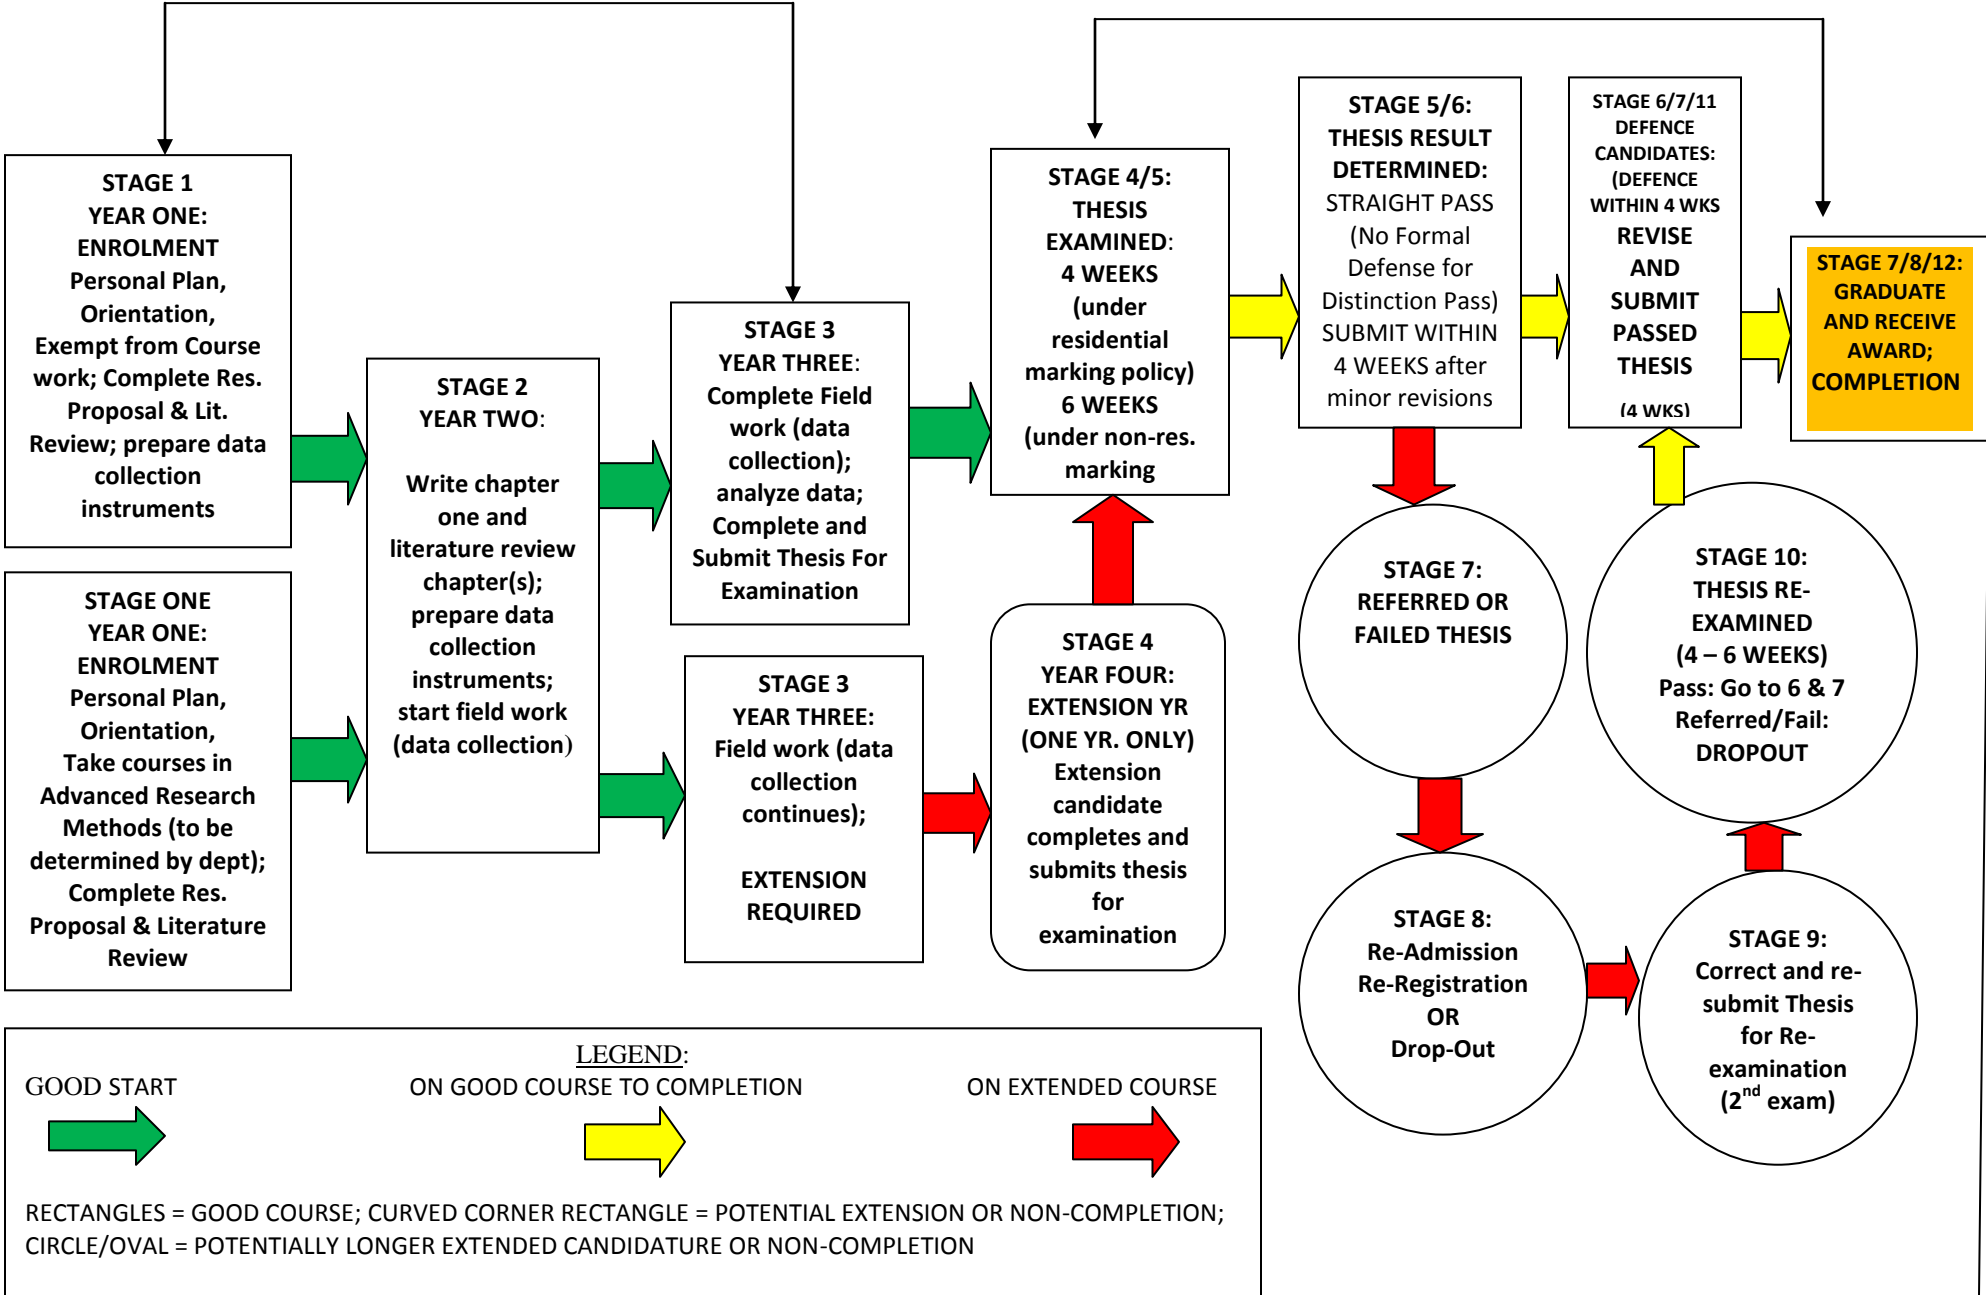 STAGE 1
YEAR ONE:
ENROLMENT
Personal Plan,
Orientation,
Exempt from Course
work; Complete Res.
Proposal & Lit.
Review; prepare data
collection
instruments
STAGE ONE
YEAR ONE:
ENROLMENT
Personal Plan,
Orientation,
Take courses in
Advanced Research
Methods (to be
determined by dept);
Complete Res.
Proposal & Literature
Review
STAGE 2
YEAR TWO:
Write chapter
one and
literature review
chapter(s);
prepare data
collection
instruments;
start field work
(data collection)
STAGE 3
YEAR THREE:
Complete Field
work (data
collection);
analyze data;
Complete and
Submit Thesis For
Examination
STAGE 3
YEAR THREE:
Field work (data
collection
continues);
EXTENSION
REQUIRED
STAGE 4/5:
THESIS
EXAMINED:
4 WEEKS
(under
residential
marking policy)
6 WEEKS
(under non-res.
marking
STAGE 4
YEAR FOUR:
EXTENSION YR
(ONE YR. ONLY)
Extension
candidate
completes and
submits thesis
for
examination
STAGE 5/6:
THESIS RESULT
DETERMINED:
STRAIGHT PASS
(No Formal
Defense for
Distinction Pass)
SUBMIT WITHIN
4 WEEKS after
minor revisions
STAGE 6/7/11
DEFENCE
CANDIDATES:
(DEFENCE
WITHIN 4 WKS
REVISE
AND
SUBMIT
PASSED
THESIS
(4 WKS)
STAGE 7/8/12:
GRADUATE
AND RECEIVE
AWARD;
COMPLETION
STAGE 7:
REFERRED OR
FAILED THESIS
STAGE 8:
Re-Admission
Re-Registration
OR
Drop-Out
STAGE 9:
Correct and re-
submit Thesis
for Re-
examination
(2nd exam)
STAGE 10:
THESIS RE-
EXAMINED
(4 – 6 WEEKS)
Pass: Go to 6 & 7
Referred/Fail:
DROPOUT
LEGEND:
GOOD START
ON GOOD COURSE TO COMPLETION
ON EXTENDED COURSE
RECTANGLES = GOOD COURSE; CURVED CORNER RECTANGLE = POTENTIAL EXTENSION OR NON-COMPLETION;
CIRCLE/OVAL = POTENTIALLY LONGER EXTENDED CANDIDATURE OR NON-COMPLETION